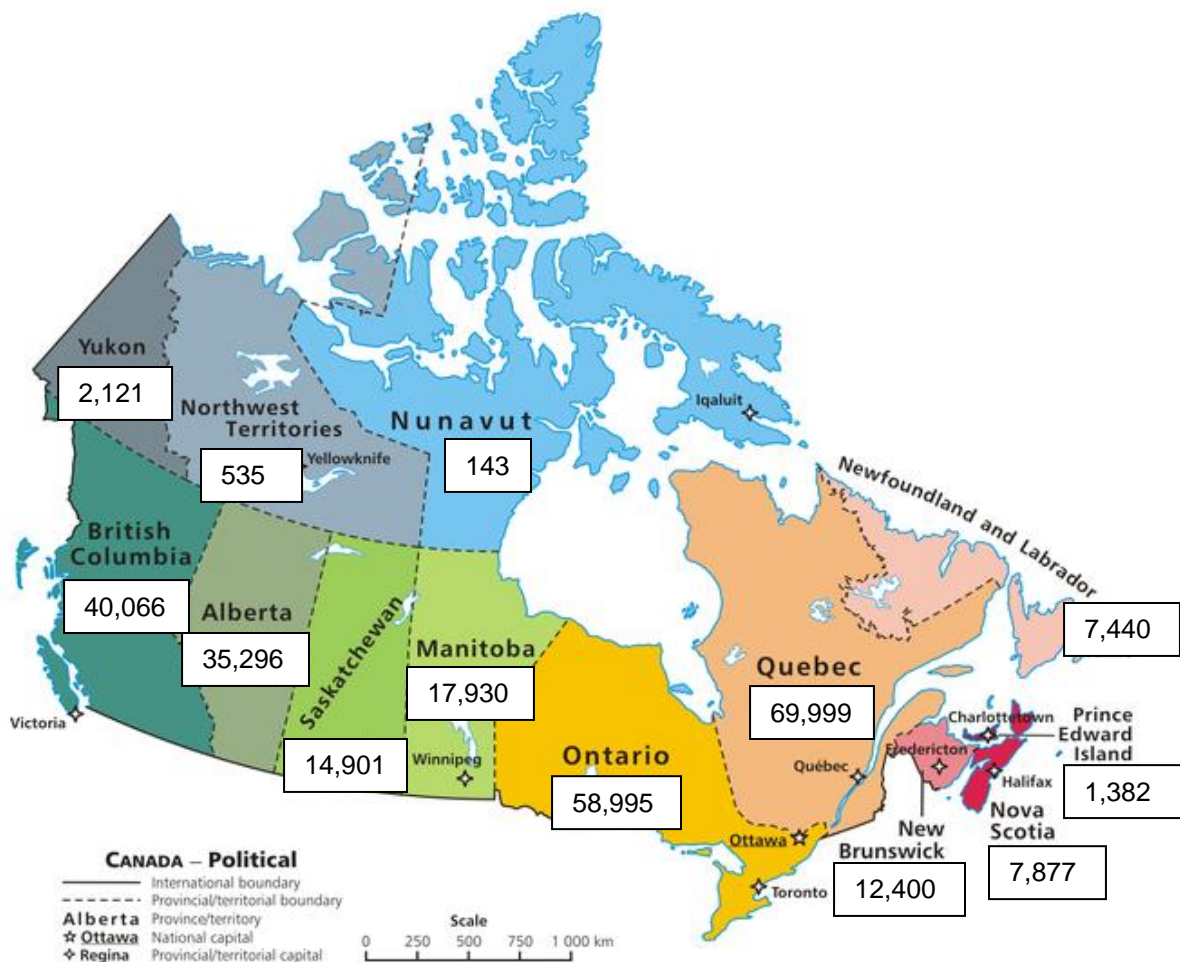 Yukon
2,121
Northwest
Territories
535
Yellowknife
Nunavut
143
Iqaluit
Newfoundland and Labrador
7,440
British
Columbia
40,066
Victoria
Alberta
35,296
Saskatchewan
14,901
Manitoba
17,930
Winnipeg
Ontario
58,995
Ottawa
Toronto
Quebec
69,999
Québec
Charlottetown
Prince
Edward
Island
1,382
Fredericton
Halifax
Nova
Scotia
7,877
New
Brunswick
12,400
CANADA – Political
International boundary
Provincial/territorial boundary
Alberta Province/territory
Ottawa National capital
Regina Provincial/territorial capital
Scale
0 250 500 750 1 000 km